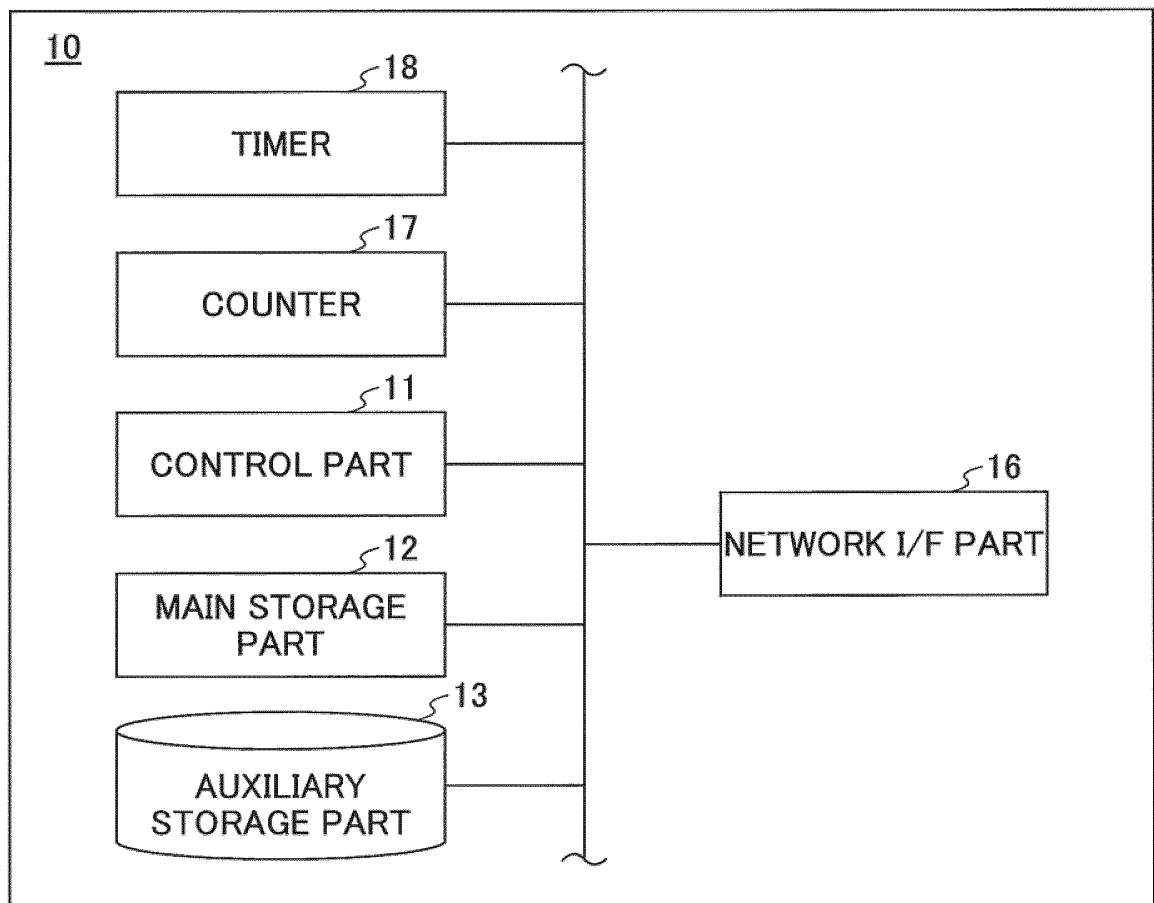 10
18
TIMER
17
COUNTER
11
CONTROL PART
16
NETWORK I/F PART
12
MAIN STORAGE
PART
13
AUXILIARY
STORAGE PART